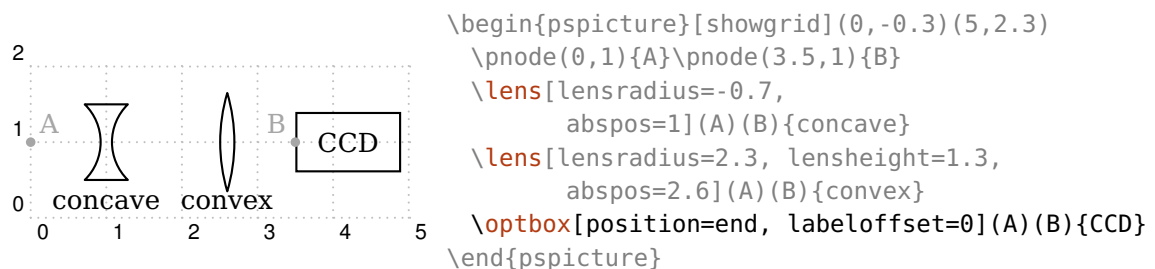 2
1
0
A
B
CCD
concave convex
0 1 2 3 4 5
\begin{pspicture}[showgrid](0,-0.3)(5,2.3)
\pnode(0,1){A}\pnode(3.5,1){B}
\lens[lensradius=-0.7,
abspos=1](A)(B){concave}
\lens[lensradius=2.3, lensheight=1.3,
abspos=2.6](A)(B){convex}
\optbox[position=end, labeloffset=0](A)(B){CCD}
\end{pspicture}